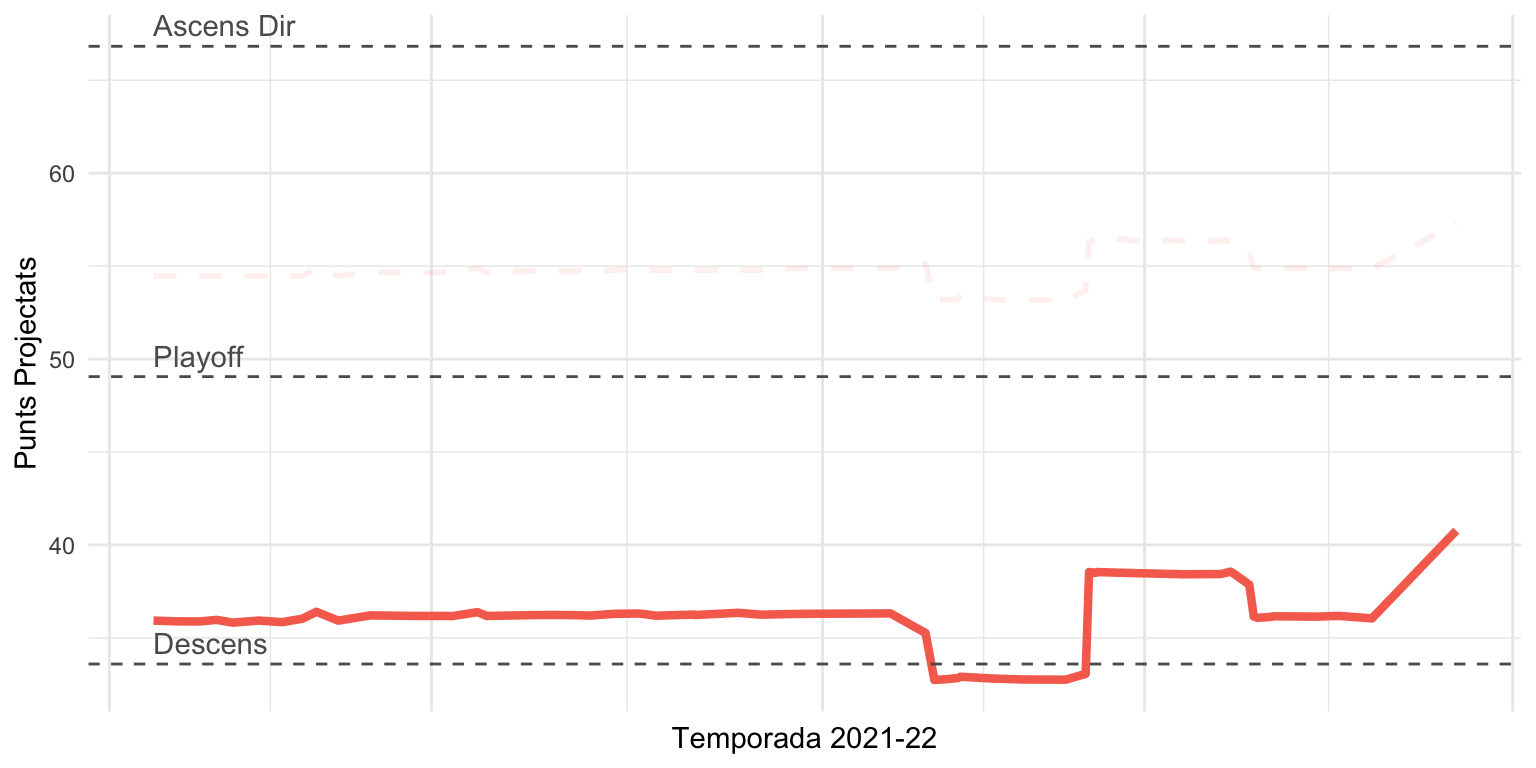 Ascens Dir
60
Playoff
50
40
Descens
Punts Projectats
Temporada 2021-22